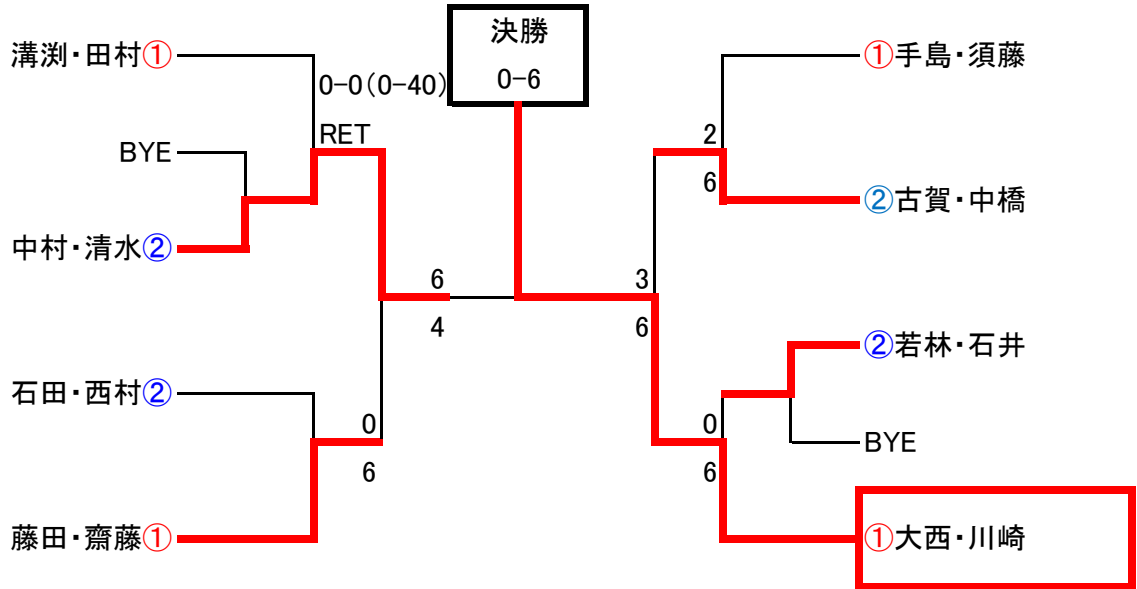 決勝
0-6
溝渕・田村①
0-0(0-40)
RET
BYE
中村・清水②
6
4
石田・西村②
0
6
藤田・齋藤①
①手島・須藤
2
6
②古賀・中橋
3
6
②若林・石井
BYE
0
6
①大西・川崎